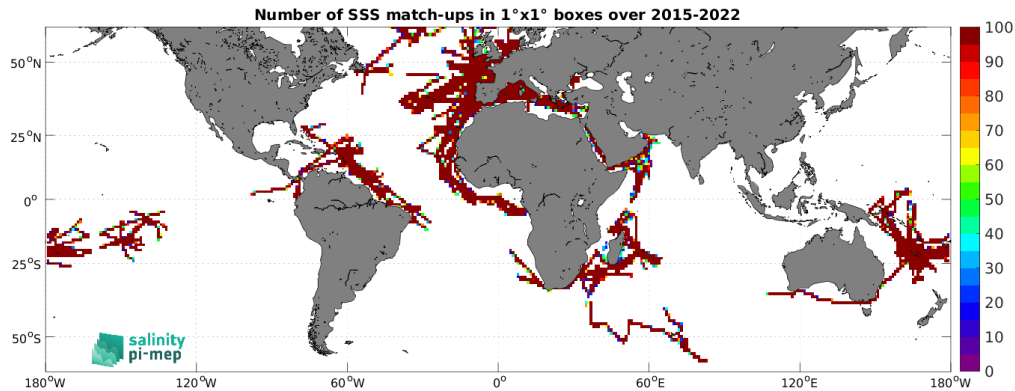 Number of SSS match-ups in 1°x1° boxes over 2015-2022
100
90
80
70
60
50
40
30
20
10
0
50°N
25°N
0°
25°S
50°S
180°W
120°W
60°W
0°
60°E
120°E
180°W
salinity
pi-mep